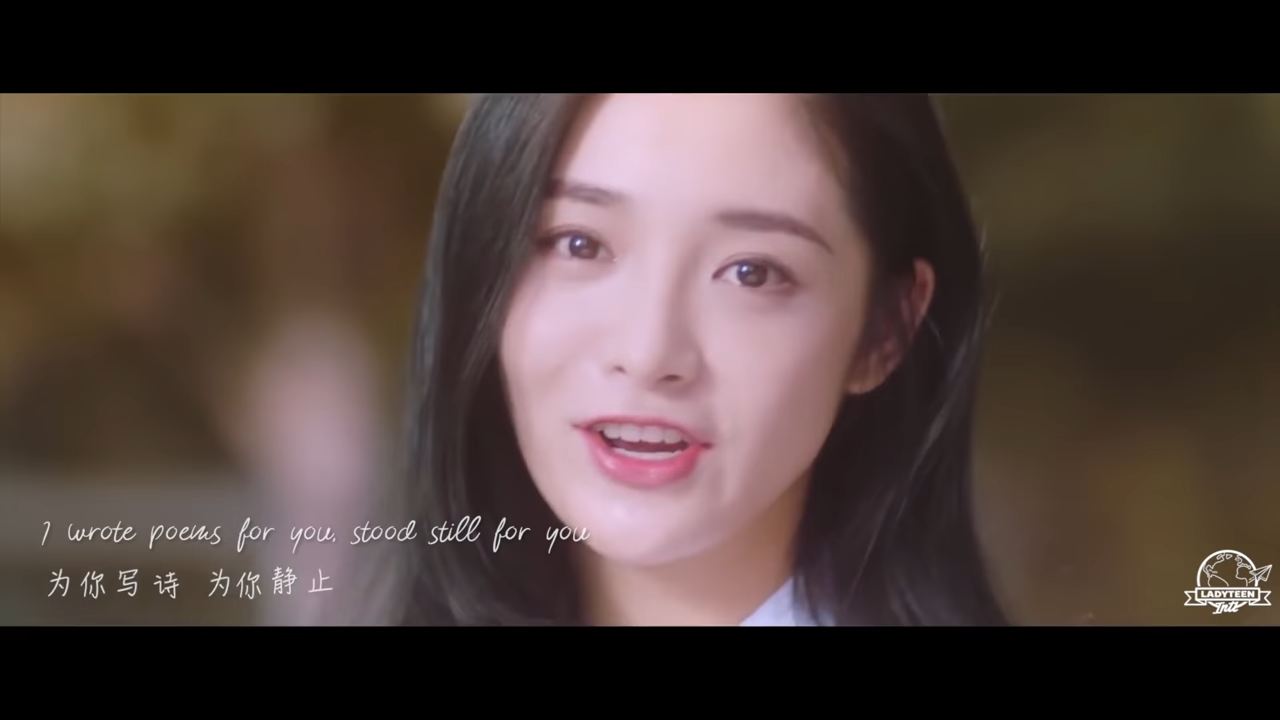 I wrote poems for you, stood still for you
为你写诗 为你静止
LADYTEEN
Intl